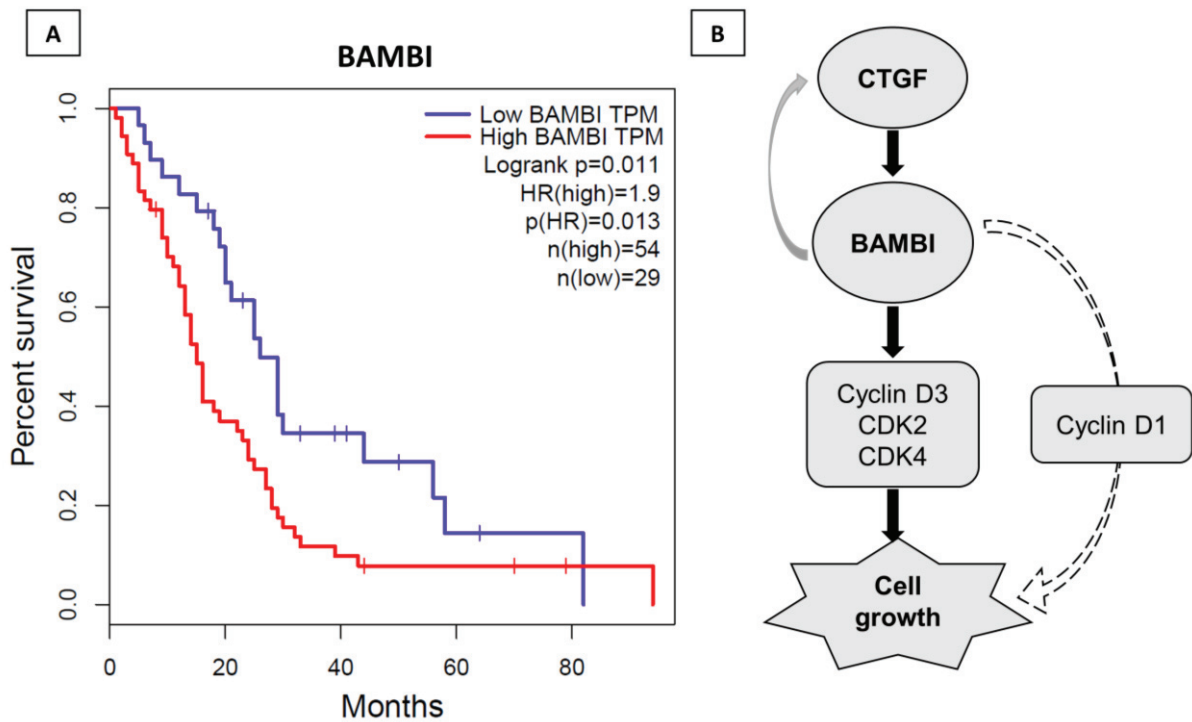 A
BAMBI
Low BAMBI TPM
High BAMBI TPM
Logrank p=0.011
HR(high)=1.9
p(HR)=0.013
n(high)=54
n(low)=29
Percent survival
1.0
0.8
0.6
0.4
0.2
0.0
0 20 40 60 80
Months
B
CTGF
BAMBI
Cyclin D3
CDK2
CDK4
Cyclin D1
Cell
growth